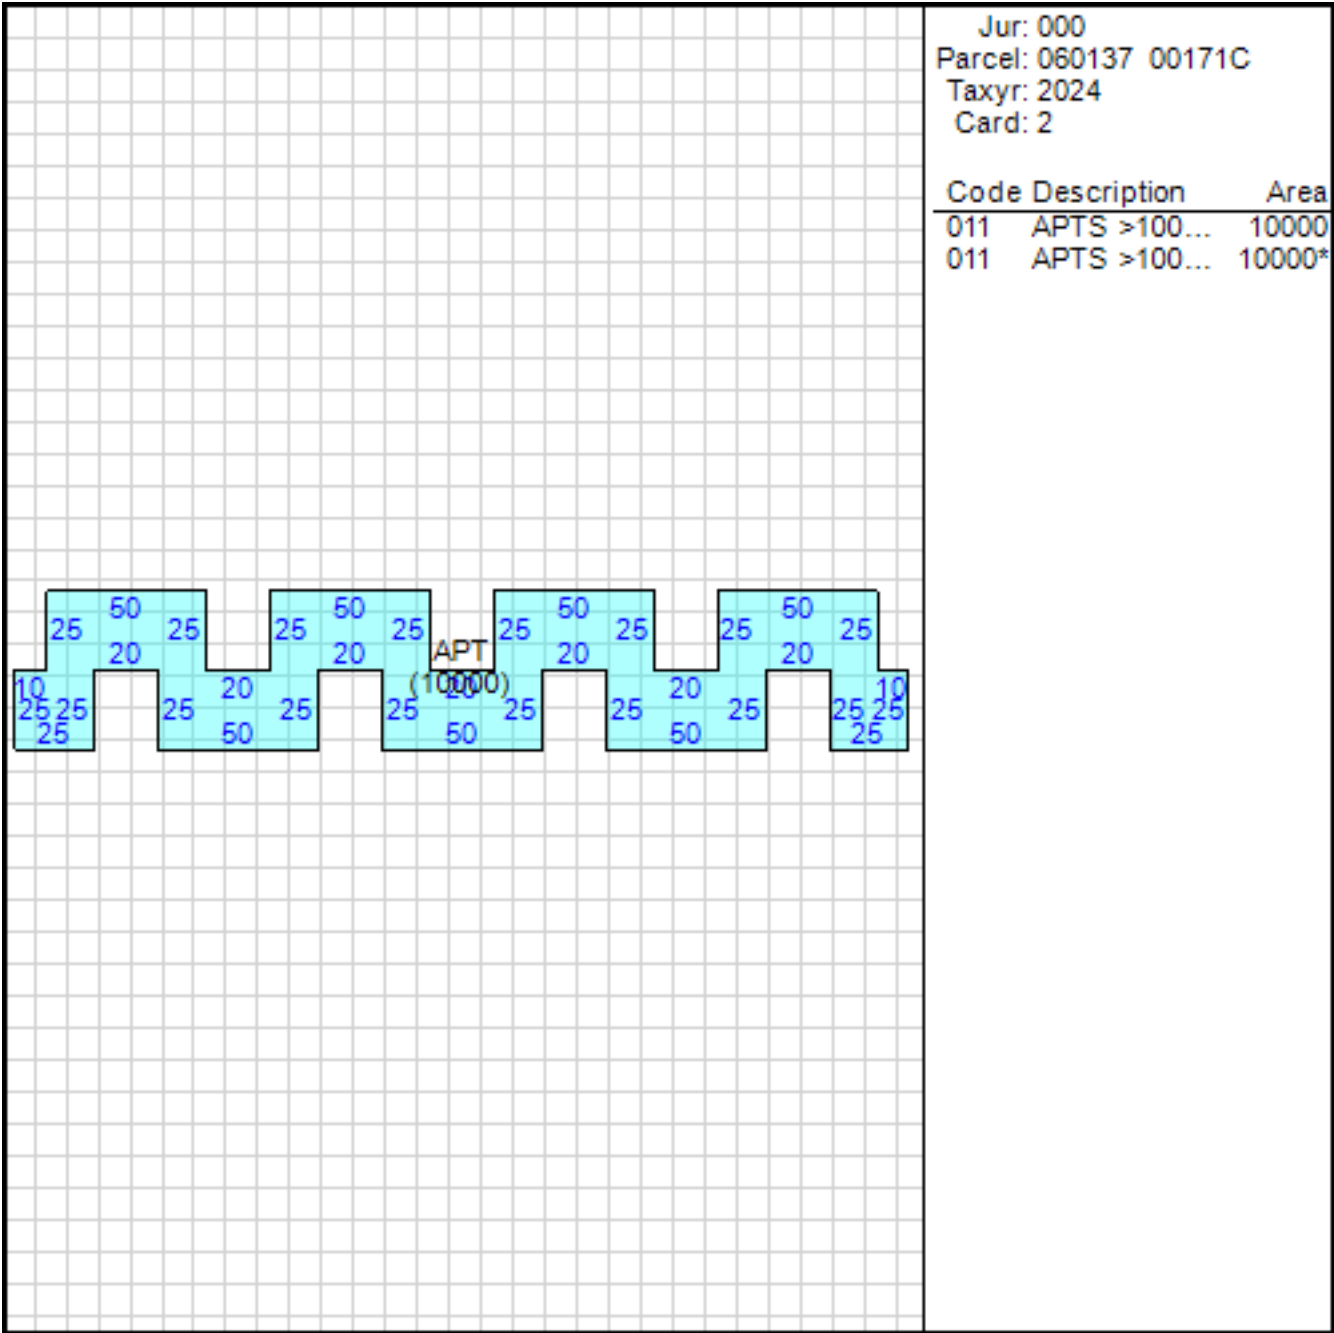 Jur: 000
Parcel: 060137 00171C
Taxyr: 2024
Card: 2
Code Description Area
011 APTS >100... 10000
011 APTS >100... 10000*
50 50 50 50
25 25 25 25 25 25 25 25
20 20 20 20
APT
(10000)
10 20 20 20 10
25 25 25 25 25 25 25 25 25 25
25 50 50 50 25